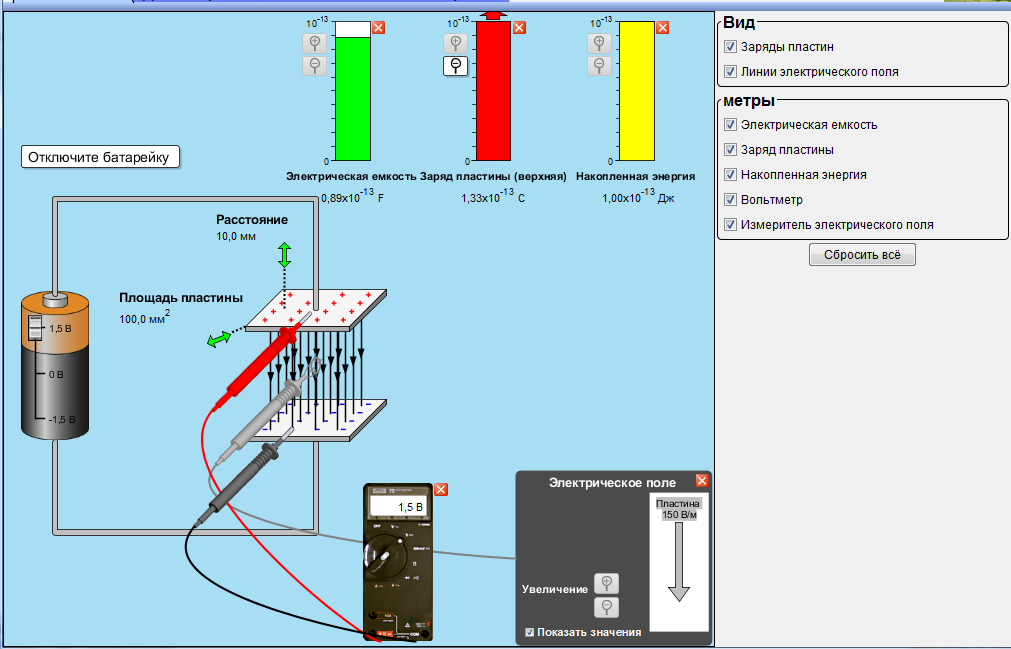 10-13
10-13
10-13
0
0
0
Электрическая емкость
Заряд пластины (верхняя)
Накопленная энергия
0,89x10-13 F
1,33x10-13 C
1,00x10-13 Дж
Отключите батарейку
Расстояние
10,0 мм
Площадь пластины
100,0 мм2
1,5 В
0 В
-1,5 В
1,5 В
OFF
COM
Электрическое поле
Пластина
150 В/м
Увеличение
Показать значения
Вид
Заряды пластин
Линии электрического поля
метры
Электрическая емкость
Заряд пластины
Накопленная энергия
Вольтметр
Измеритель электрического поля
Сбросить всё